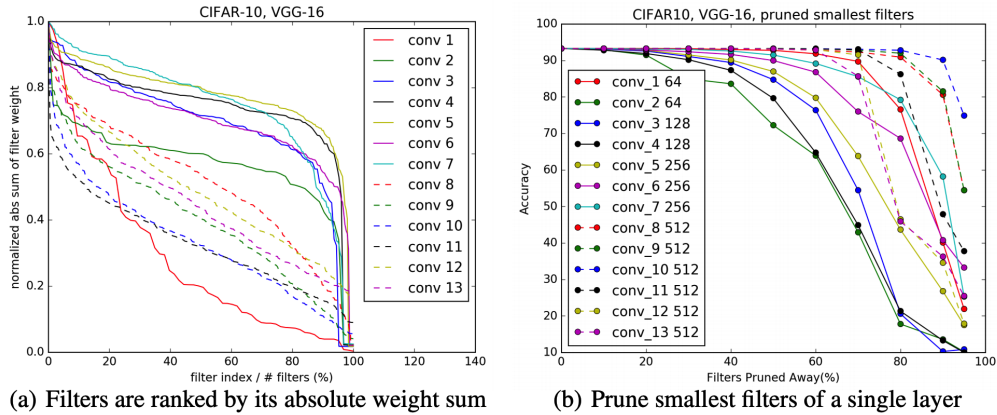 CIFAR-10, VGG-16
normalized abs sum of filter weight
1.0
0.8
0.6
0.4
0.2
0.0
0
20
40
60
80
100
120
140
filter index / # filters (%)
conv 1
conv 2
conv 3
conv 4
conv 5
conv 6
conv 7
conv 8
conv 9
conv 10
conv 11
conv 12
conv 13
(a) Filters are ranked by its absolute weight sum
CIFAR10, VGG-16, pruned smallest filters
Accuracy
100
90
80
70
60
50
40
30
20
10
0
20
40
60
80
100
Filters Pruned Away(%)
conv_1 64
conv_2 64
conv_3 128
conv_4 128
conv_5 256
conv_6 256
conv_7 256
conv_8 512
conv_9 512
conv_10 512
conv_11 512
conv_12 512
conv_13 512
(b) Prune smallest filters of a single layer